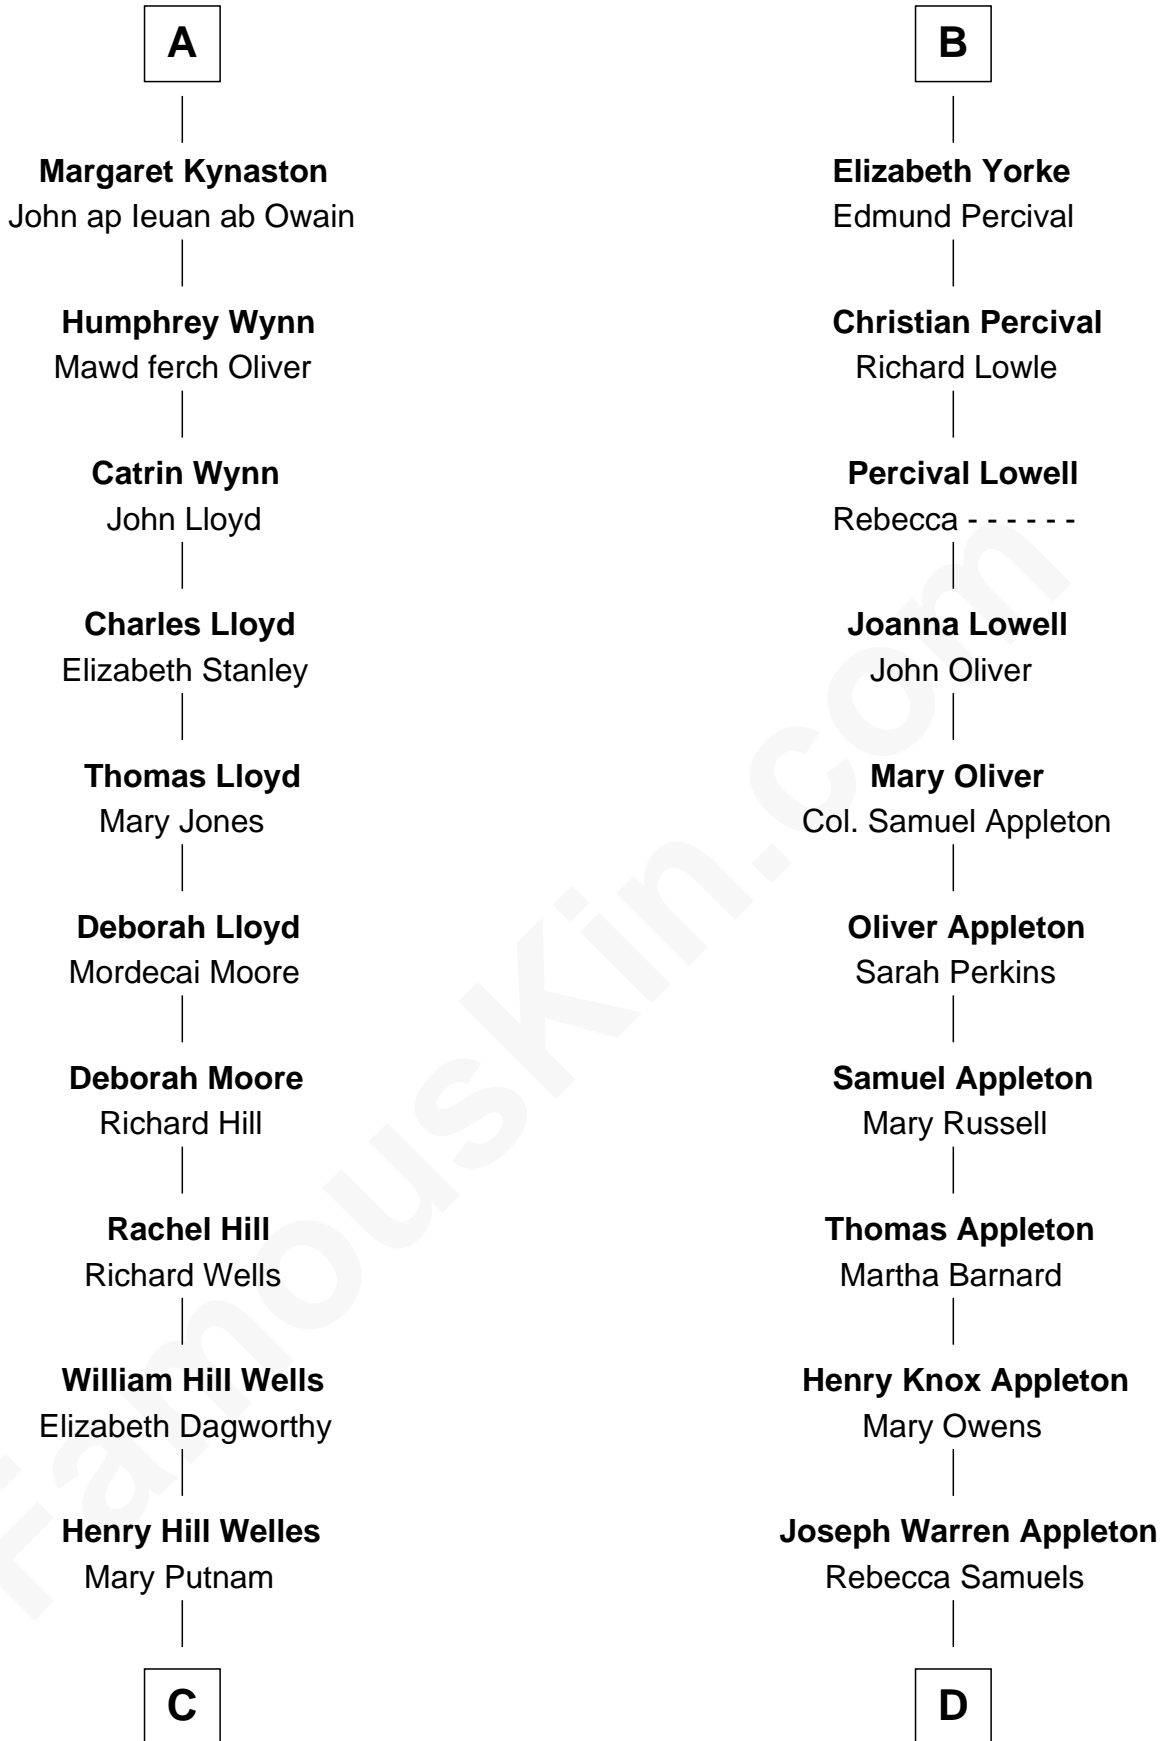 A
Margaret Kynaston
John ap Ieuan ab Owain
Humphrey Wynn
Mawd ferch Oliver
Catrin Wynn
John Lloyd
Charles Lloyd
Elizabeth Stanley
Thomas Lloyd
Mary Jones
Deborah Lloyd
Mordecai Moore
Deborah Moore
Richard Hill
Rachel Hill
Richard Wells
William Hill Wells
Elizabeth Dagworthy
Henry Hill Welles
Mary Putnam
C
B
Elizabeth Yorke
Edmund Percival
Christian Percival
Richard Lowle
Percival Lowell
Rebecca - - - - - -
Joanna Lowell
John Oliver
Mary Oliver
Col. Samuel Appleton
Oliver Appleton
Sarah Perkins
Samuel Appleton
Mary Russell
Thomas Appleton
Martha Barnard
Henry Knox Appleton
Mary Owens
Joseph Warren Appleton
Rebecca Samuels
D
FamousKin.com